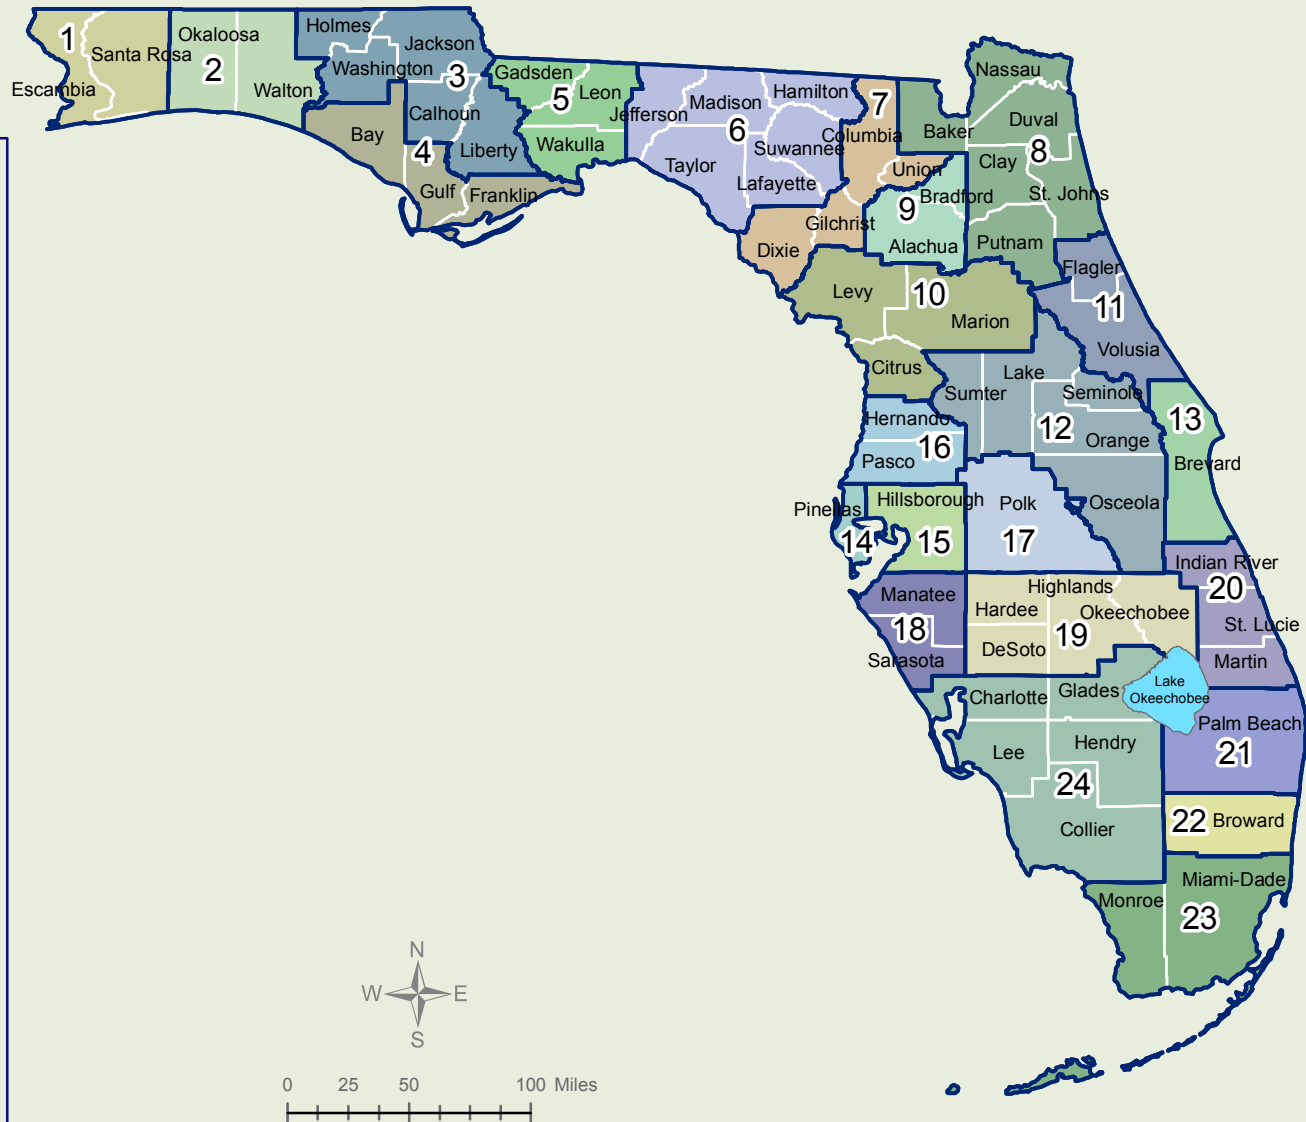 Holmes
Okaloosa
1
Jackson
Santa Rosa
2
Washington
3
Gadsden
Escambia
Walton
Calhoun
5
Leon
Jefferson
Madison
Hamilton
7
Nassau
Bay
4
Liberty
Wakulla
6
Suwannee
Columbia
Baker
Duval
8
Clay
Taylor
Lafayette
Union
Gulf
Franklin
Bradford
St. Johns
9
Gilchrist
Dixie
Alachua
Putnam
Flagler
Levy
10
Marion
11
Volusia
Citrus
Lake
Sumter
Seminole
Hernando
12
13
Orange
16
Pasco
Brevard
Pinellas
Hillsborough
Polk
Osceola
14
15
17
Indian River
20
Manatee
Hardee
Highlands
Okeechobee
18
DeSoto
19
St. Lucie
Sarasota
Martin
Charlotte
Glades
Lake
Okeechobee
Palm Beach
Lee
Hendry
21
24
Collier
22
Broward
Miami-Dade
Monroe
23
N
W
E
S
0
25
50
100 Miles